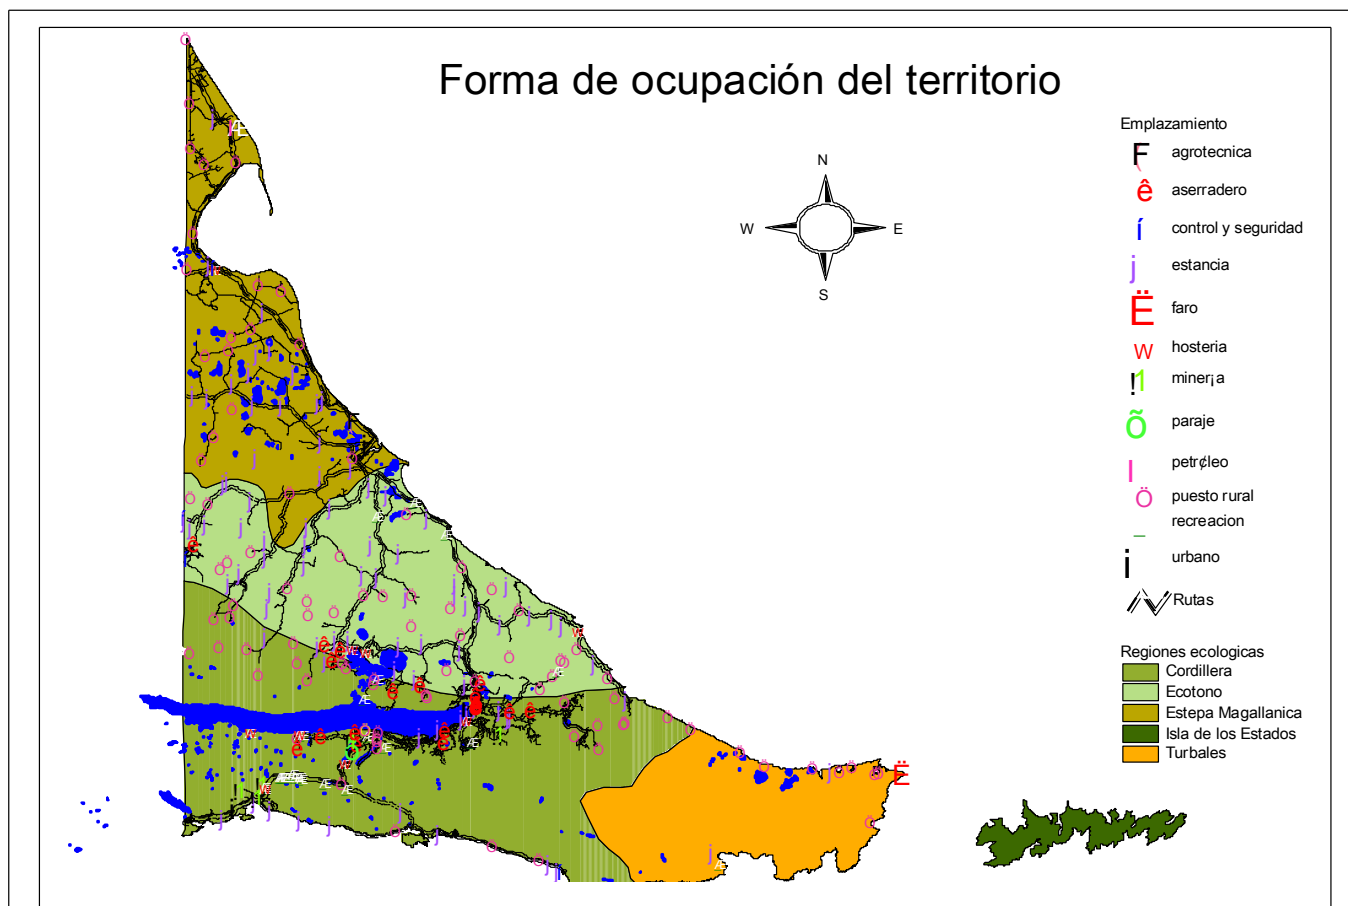 Forma de ocupación del territorio
N
W
E
S
Emplazamiento
F agrotecnica
ê aserradero
í control y seguridad
j estancia
Ë faro
w hosteria
!1 miner¡a
õ paraje
l petr¢leo
Ö puesto rural
recreacion
i urbano
Rutas
Regiones ecologicas
Cordillera
Ecotono
Estepa Magallanica
Isla de los Estados
Turbales